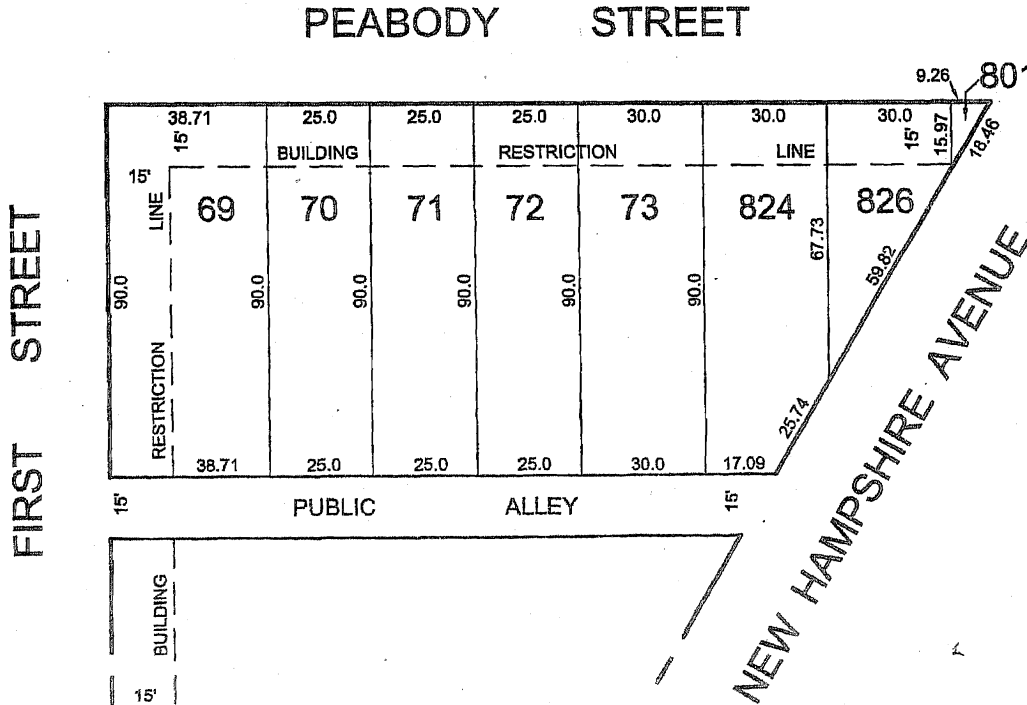 PEABODY STREET
9.26 801
38.71 25.0 25.0 25.0 30.0 30.0 30.0
15' 15' 15.97 18.46
BUILDING RESTRICTION LINE
15'
LINE
69 70 71 72 73 824 826
67.73
59.82
90.0 90.0 90.0 90.0 90.0 90.0
FIRST STREET
RESTRICTION
25.74
38.71 25.0 25.0 25.0 30.0 17.09
15' PUBLIC ALLEY 15'
NEW HAMPSHIRE AVENUE
BUILDING
15'